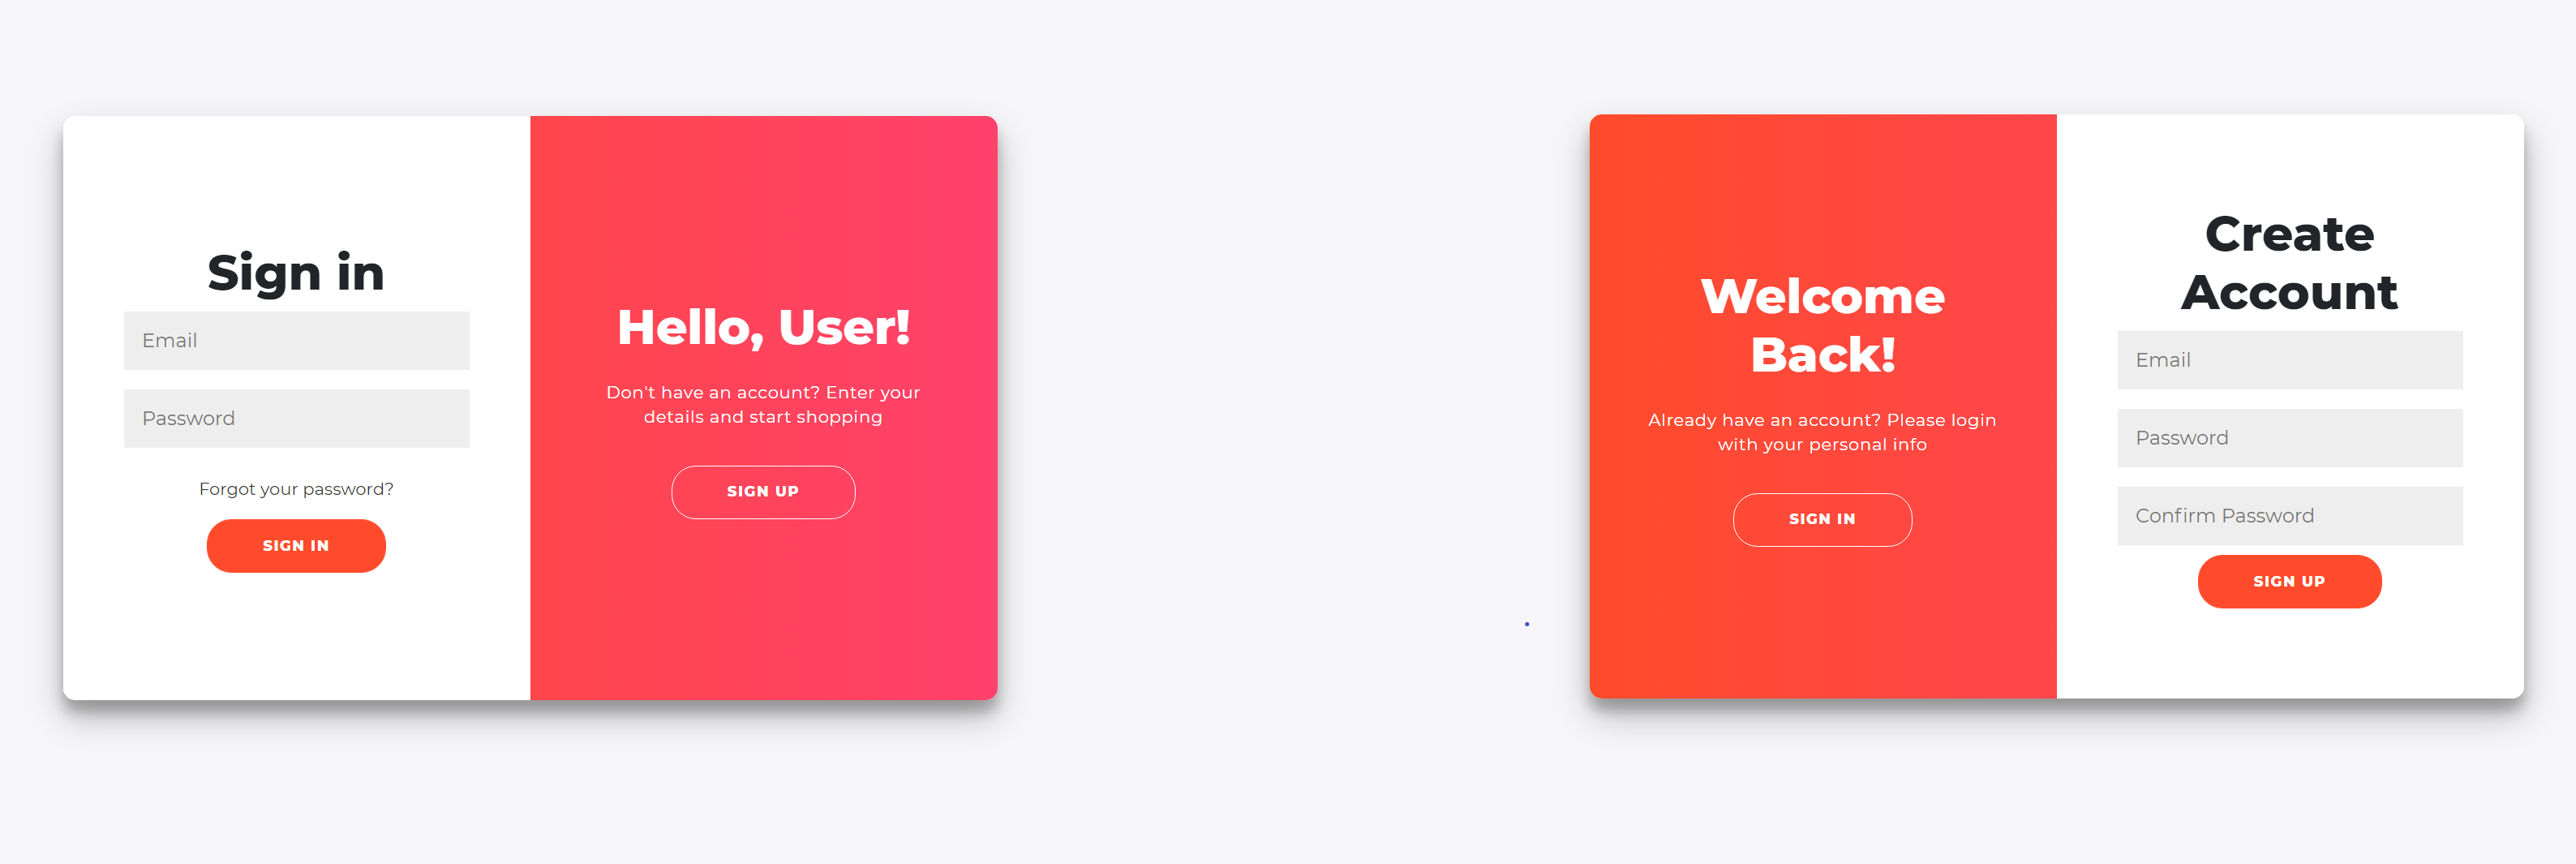 Sign in
Email
Password
Forgot your password?
SIGN IN
Hello, User!
Don't have an account? Enter your
details and start shopping
SIGN UP
Welcome
Back!
Already have an account? Please login
with your personal info
SIGN IN
Create
Account
Email
Password
Confirm Password
SIGN UP